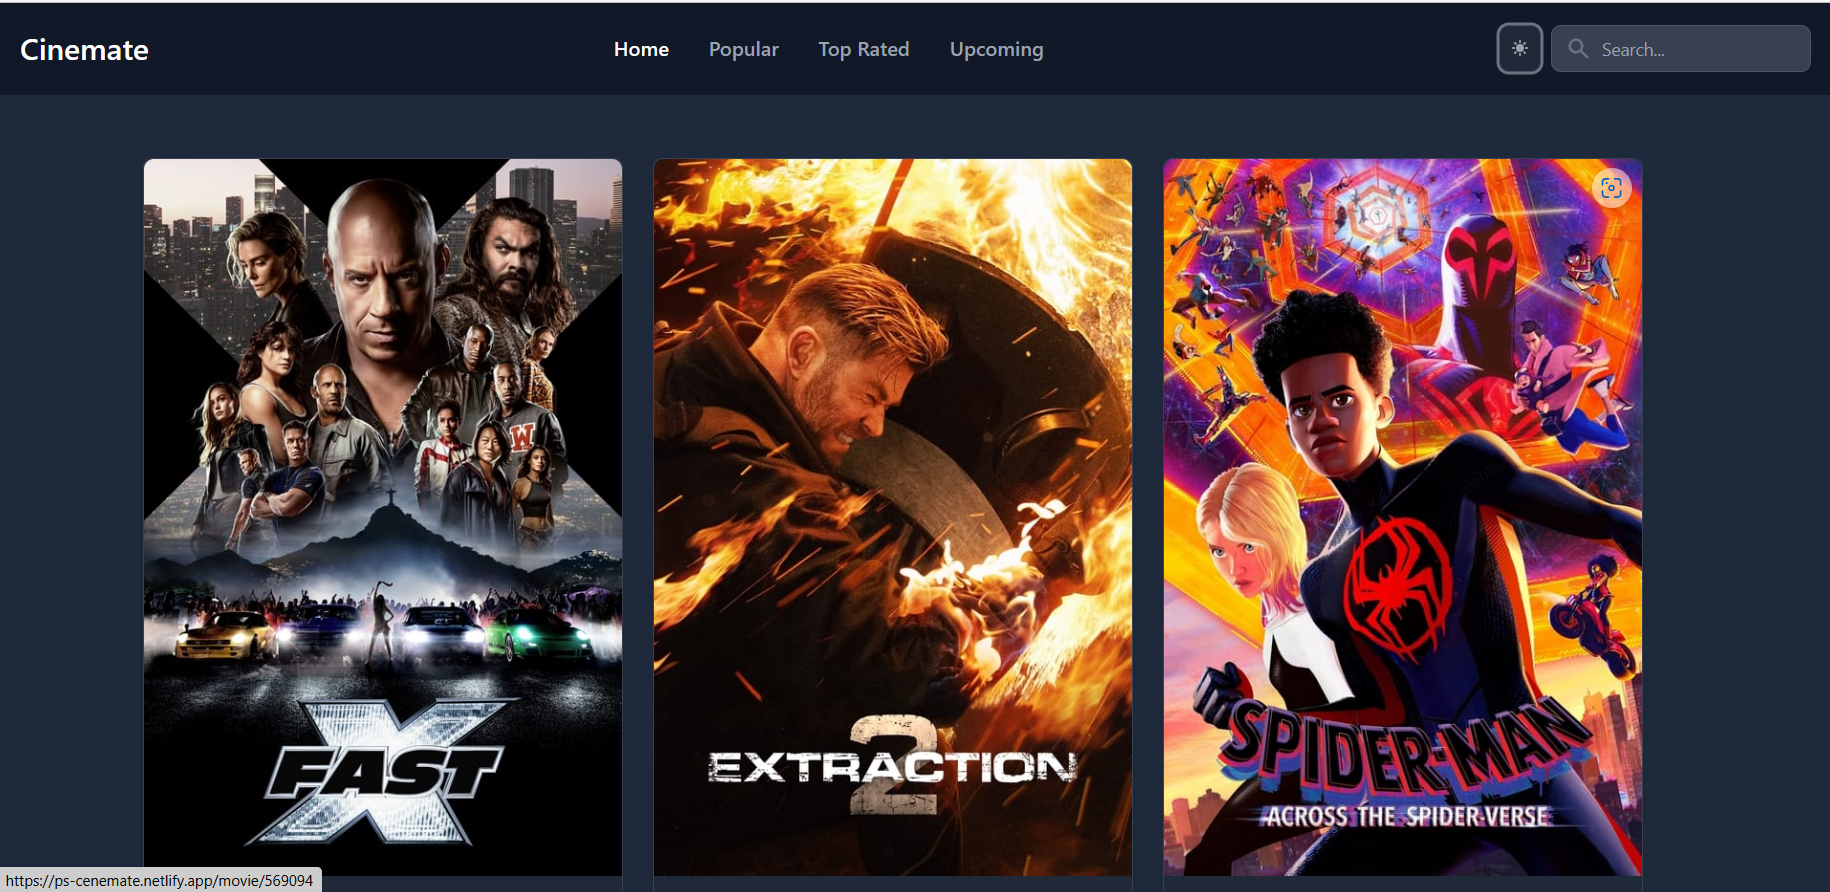 Cinemate
Home
Popular
Top Rated
Upcoming
Search...
W
FAST
X
EXTRACTION
2
SPIDER-MAN
ACROSS THE SPIDER-VERSE
https://ps-cenemate.netlify.app/movie/569094